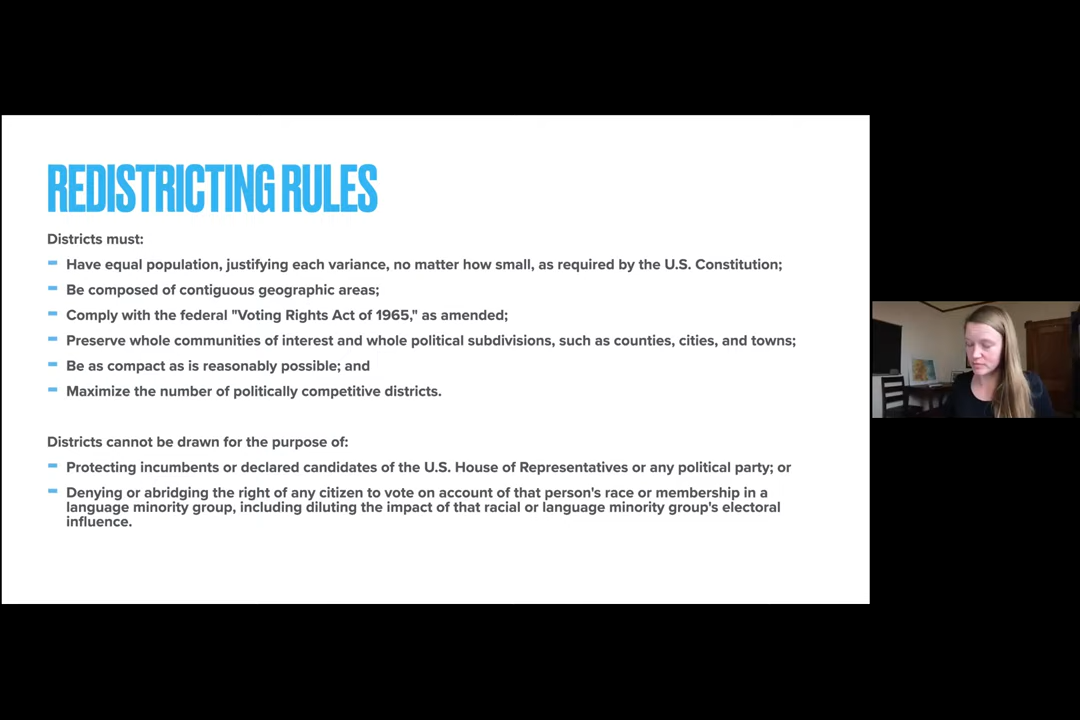 REDISTRICTING RULES
Districts must:
Have equal population, justifying each variance, no matter how small, as required by the U.S. Constitution;
Be composed of contiguous geographic areas;
Comply with the federal "Voting Rights Act of 1965," as amended;
Preserve whole communities of interest and whole political subdivisions, such as counties, cities, and towns;
Be as compact as is reasonably possible; and
Maximize the number of politically competitive districts.
Districts cannot be drawn for the purpose of:
Protecting incumbents or declared candidates of the U.S. House of Representatives or any political party; or
Denying or abridging the right of any citizen to vote on account of that person's race or membership in a
language minority group, including diluting the impact of that racial or language minority group's electoral
influence.